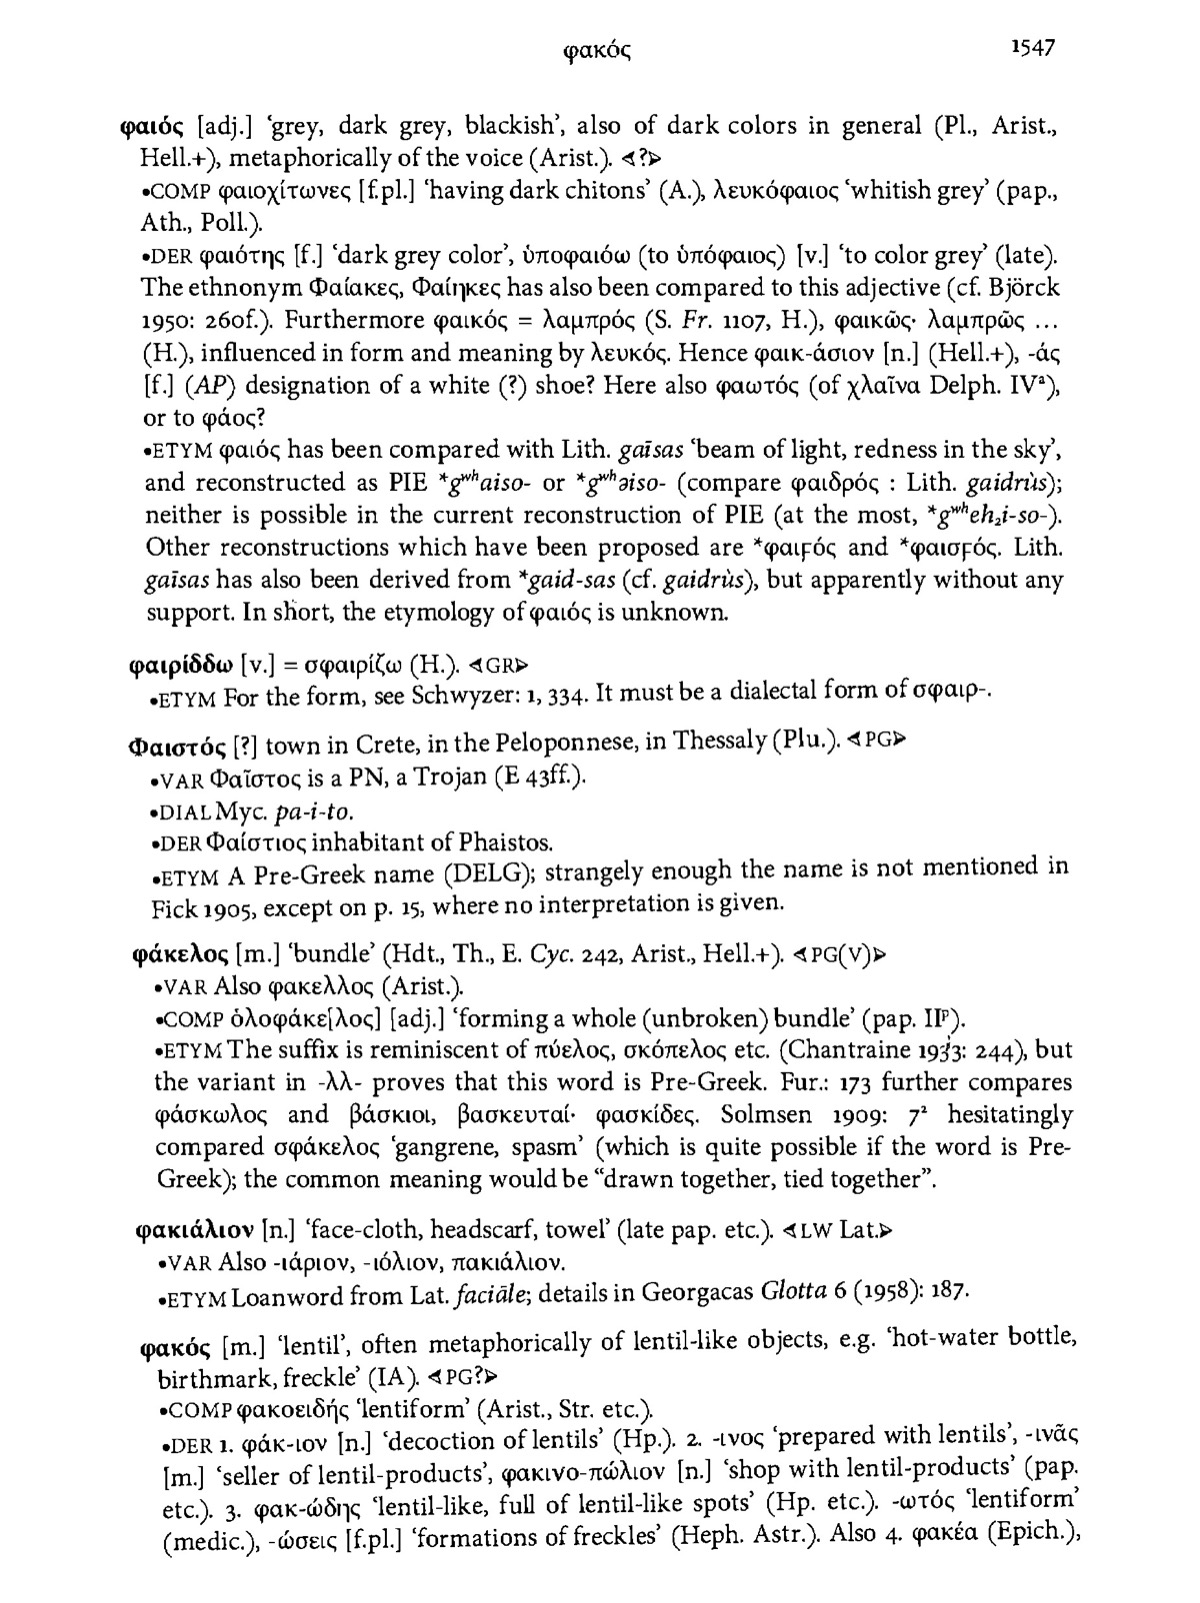 φακός 1547
φαιός [adj.] ‘grey, dark grey, blackish’, also of dark colors in general (Pl., Arist.,
Hell.+), metaphorically of the voice (Arist.). ⊲?⊳
•COMP φαιοχίτωνες [f.pl.] ‘having dark chitons’ (A.), λευκόφαιος ‘whitish grey’ (pap.,
Ath., Poll.).
•DER φαιότης [f.] ‘dark grey color’, ὑποφαιόω (to ὑπόφαιος) [v.] ‘to color grey’ (late).
The ethnonym Φαίακες, Φαίηκες has also been compared to this adjective (cf. Björck
1950: 260f.). Furthermore φαικός = λαμπρός (S. Fr. 1107, H.), φαικῶς· λαμπρῶς ...
(H.), influenced in form and meaning by λευκός. Hence φαικ-άσιον [n.] (Hell.+), -άς
[f.] (AP) designation of a white (?) shoe? Here also φαωτός (of χλαῖνα Delph. IVᵃ),
or to φάος?
•ETYM φαιός has been compared with Lith. gaĩsas ‘beam of light, redness in the sky’,
and reconstructed as PIE *gʷʰaiso- or *gʷʰəiso- (compare φαιδρός : Lith. gaidrùs);
neither is possible in the current reconstruction of PIE (at the most, *gʷʰeh₂i-so-).
Other reconstructions which have been proposed are *φαιϝός and *φαισϝός. Lith.
gaĩsas has also been derived from *gaid-sas (cf. gaidrùs), but apparently without any
support. In short, the etymology of φαιός is unknown.
φαιρίδδω [v.] = σφαιρίζω (H.). ⊲GR⊳
•ETYM For the form, see Schwyzer: 1, 334. It must be a dialectal form of σφαιρ-.
Φαιστός [?] town in Crete, in the Peloponnese, in Thessaly (Plu.). ⊲PG⊳
•VAR Φαῖστος is a PN, a Trojan (E 43ff.).
•DIAL Myc. pa-i-to.
•DER Φαίστιος inhabitant of Phaistos.
•ETYM A Pre-Greek name (DELG); strangely enough the name is not mentioned in
Fick 1905, except on p. 15, where no interpretation is given.
φάκελος [m.] ‘bundle’ (Hdt., Th., E. Cyc. 242, Arist., Hell.+). ⊲PG(V)⊳
•VAR Also φακελλος (Arist.).
•COMP ὁλοφάκε[λος] [adj.] ‘forming a whole (unbroken) bundle’ (pap. IIᵖ).
•ETYM The suffix is reminiscent of πύελος, σκόπελος etc. (Chantraine 1933: 244), but
the variant in -λλ- proves that this word is Pre-Greek. Fur.: 173 further compares
φάσκωλος and βάσκιοι, βασκευταί· φασκίδες. Solmsen 1909: 7² hesitatingly
compared σφάκελος ‘gangrene, spasm’ (which is quite possible if the word is Pre-
Greek); the common meaning would be “drawn together, tied together”.
φακιάλιον [n.] ‘face-cloth, headscarf, towel’ (late pap. etc.). ⊲LW Lat.⊳
•VAR Also -ιάριον, -ιόλιον, πακιάλιον.
•ETYM Loanword from Lat. faciāle; details in Georgacas Glotta 6 (1958): 187.
φακός [m.] ‘lentil’, often metaphorically of lentil-like objects, e.g. ‘hot-water bottle,
birthmark, freckle’ (IA). ⊲PG?⊳
•COMP φακοειδής ‘lentiform’ (Arist., Str. etc.).
•DER 1. φάκ-ιον [n.] ‘decoction of lentils’ (Hp.). 2. -ινος ‘prepared with lentils’, -ινᾶς
[m.] ‘seller of lentil-products’, φακινο-πώλιον [n.] ‘shop with lentil-products’ (pap.
etc.). 3. φακ-ώδης ‘lentil-like, full of lentil-like spots’ (Hp. etc.). -ωτός ‘lentiform’
(medic.), -ώσεις [f.pl.] ‘formations of freckles’ (Heph. Astr.). Also 4. φακέα (Epich.),